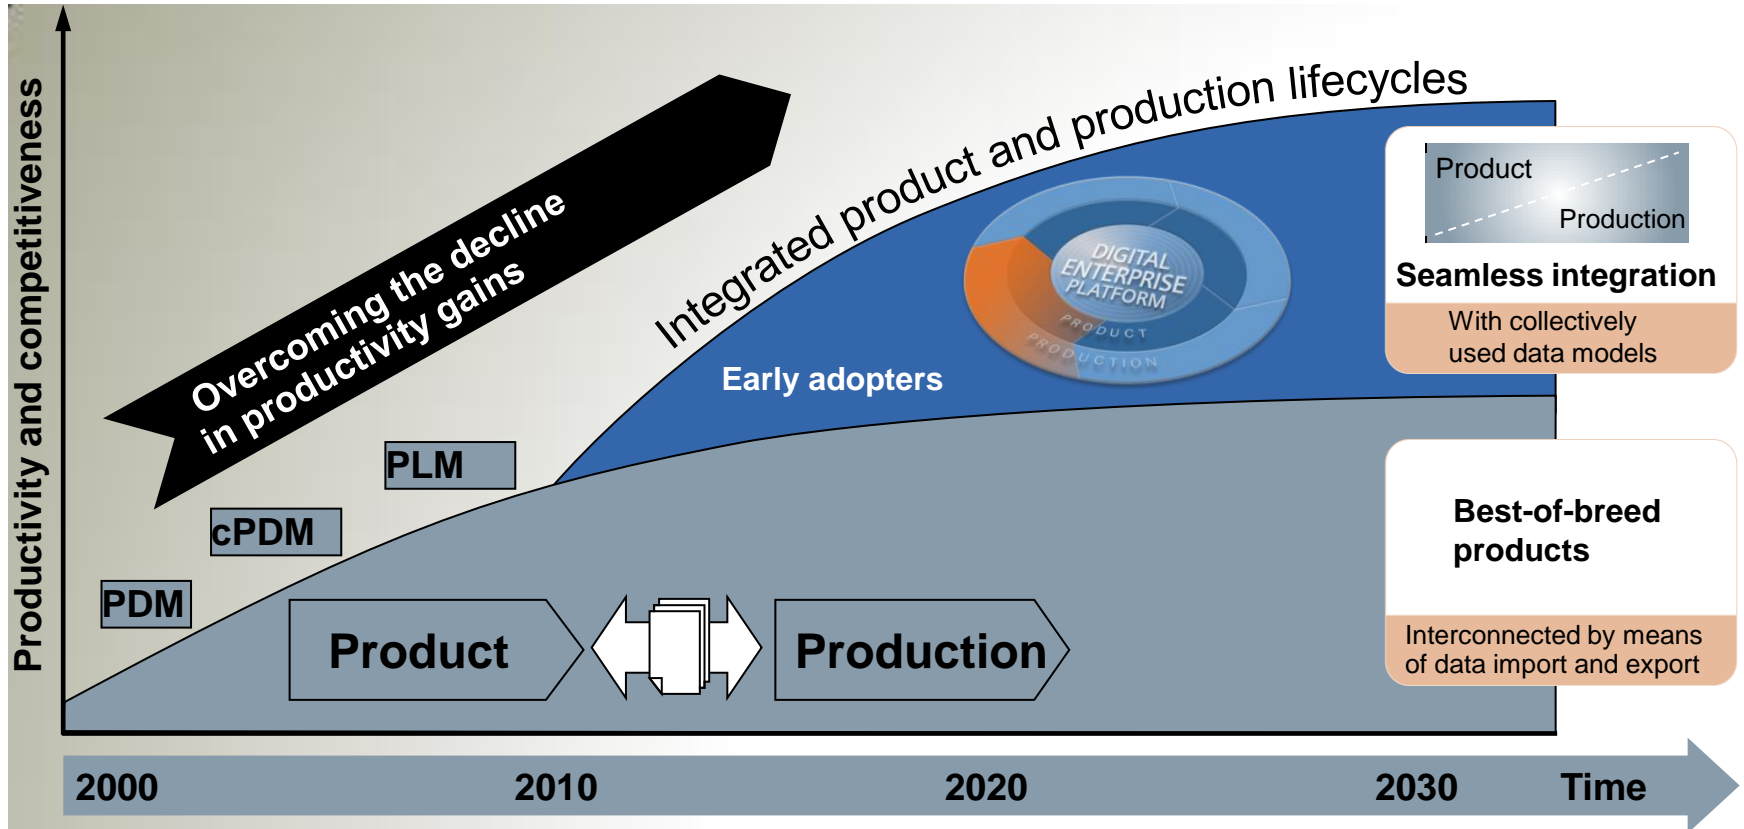 Productivity and competitiveness
Overcoming the decline
in productivity gains
Integrated product and production lifecycles
Product
Production
Seamless integration
With collectively
used data models
DIGITAL
ENTERPRISE
PLATFORM
PRODUCT
PRODUCTION
Early adopters
PLM
cPDM
PDM
Best-of-breed
products
Interconnected by means
of data import and export
Product
Production
2000
2010
2020
2030
Time